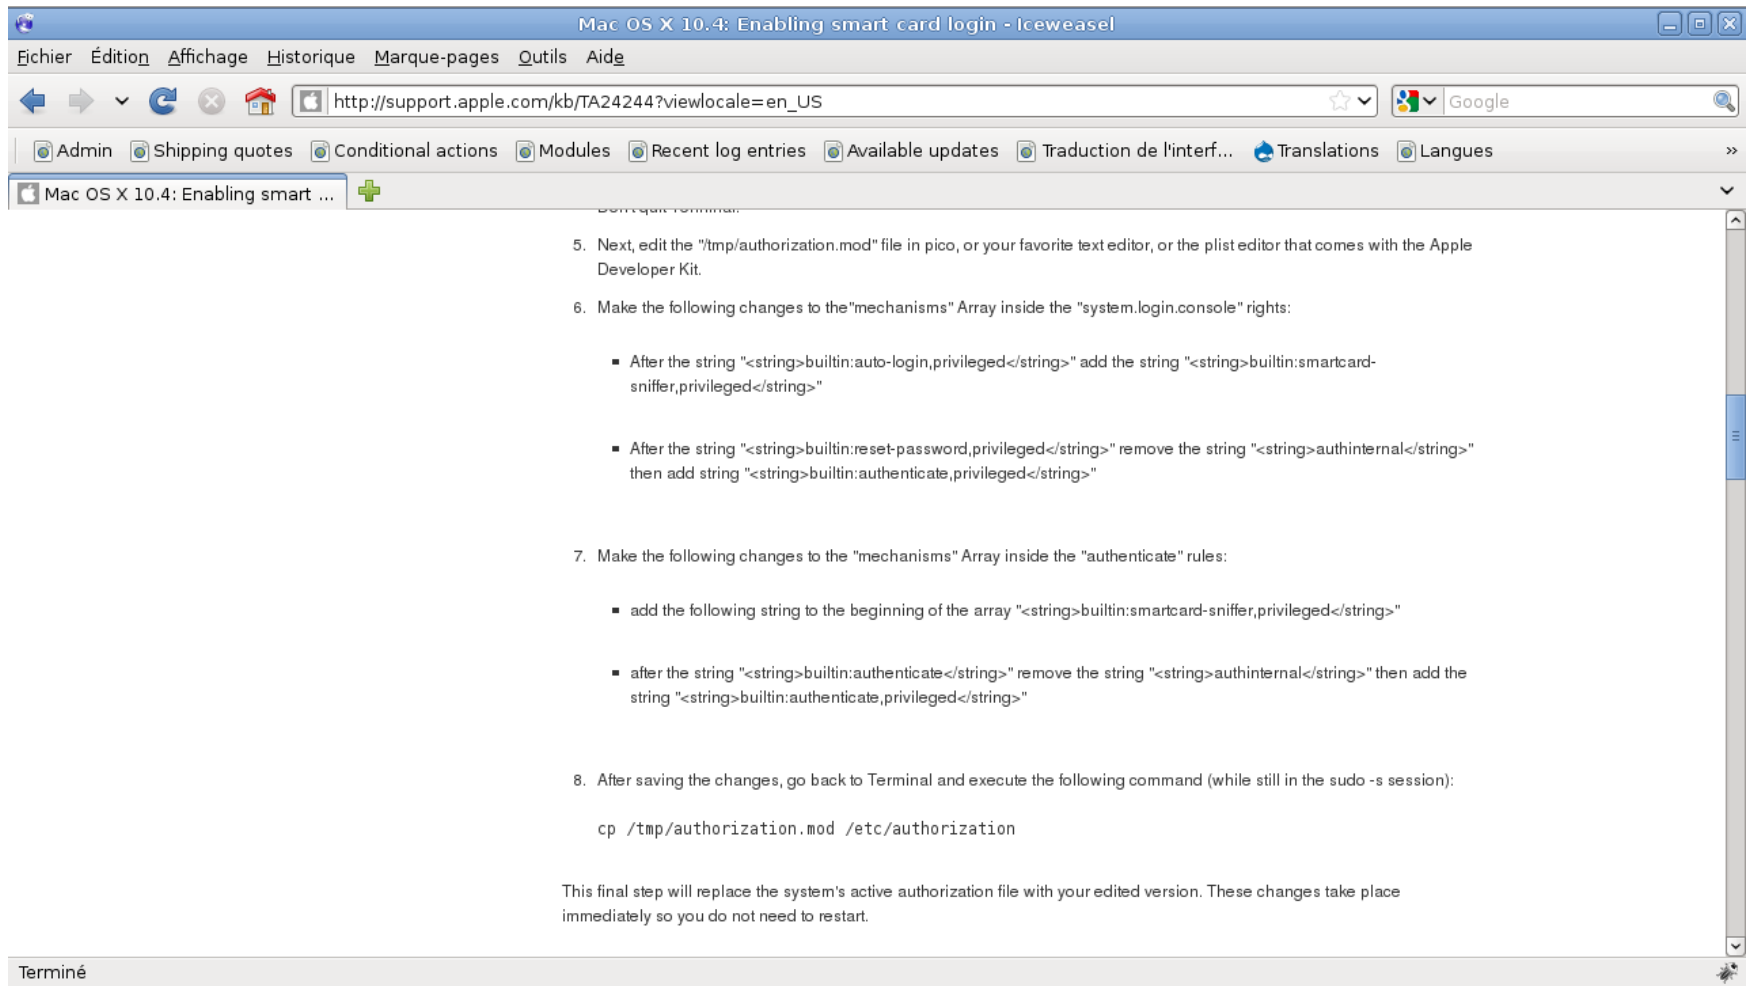 Mac OS X 10.4: Enabling smart card login - Iceweasel
Fichier Édition Affichage Historique Marque-pages Outils Aide
http://support.apple.com/kb/TA24244?viewlocale=en_US Google
Admin Shipping quotes Conditional actions Modules Recent log entries Available updates Traduction de l'interf... Translations Langues »
Mac OS X 10.4: Enabling smart ...
Don't quit Terminal.
5. Next, edit the "/tmp/authorization.mod" file in pico, or your favorite text editor, or the plist editor that comes with the Apple
Developer Kit.
6. Make the following changes to the"mechanisms" Array inside the "system.login.console" rights:
▪ After the string "<string>builtin:auto-login,privileged</string>" add the string "<string>builtin:smartcard-
sniffer,privileged</string>"
▪ After the string "<string>builtin:reset-password,privileged</string>" remove the string "<string>authinternal</string>"
then add string "<string>builtin:authenticate,privileged</string>"
7. Make the following changes to the "mechanisms" Array inside the "authenticate" rules:
▪ add the following string to the beginning of the array "<string>builtin:smartcard-sniffer,privileged</string>"
▪ after the string "<string>builtin:authenticate</string>" remove the string "<string>authinternal</string>" then add the
string "<string>builtin:authenticate,privileged</string>"
8. After saving the changes, go back to Terminal and execute the following command (while still in the sudo -s session):
cp /tmp/authorization.mod /etc/authorization
This final step will replace the system's active authorization file with your edited version. These changes take place
immediately so you do not need to restart.
Terminé